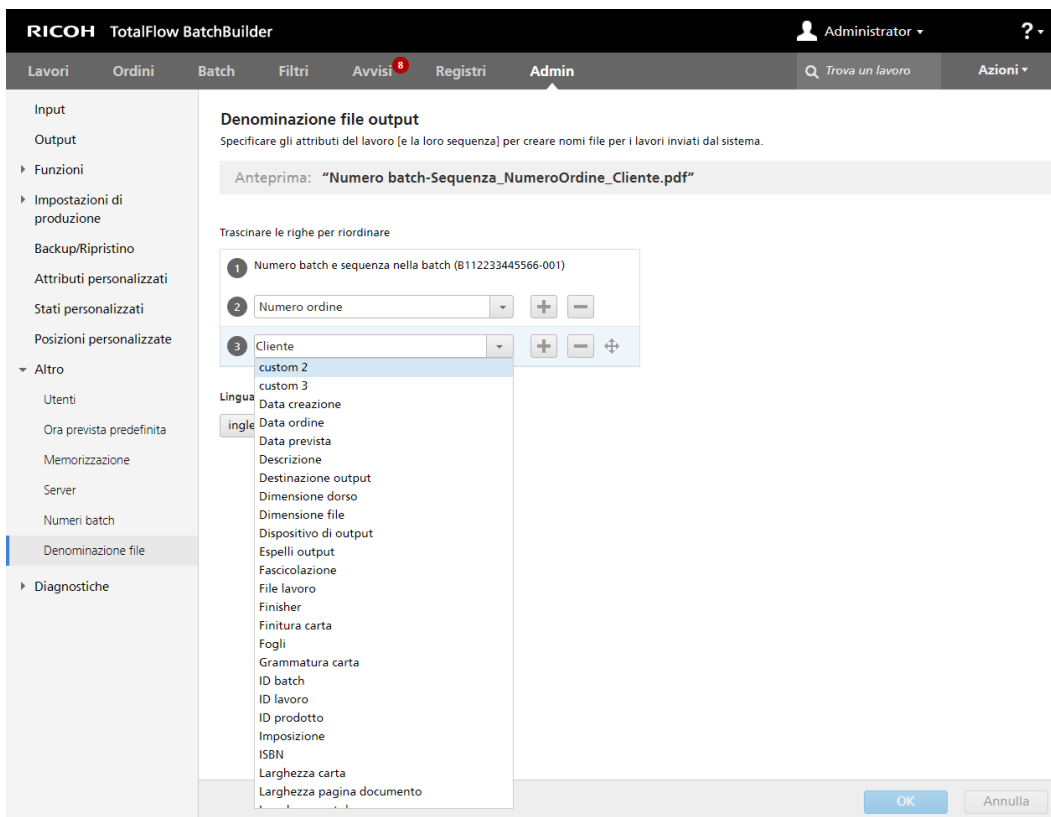 RICOH TotalFlow BatchBuilder
Administrator
?
Lavori
Ordini
Batch
Filtri
Avvisi 8
Registri
Admin
Trova un lavoro
Azioni
Input
Output
Funzioni
Impostazioni di
produzione
Backup/Ripristino
Attributi personalizzati
Stati personalizzati
Posizioni personalizzate
Altro
Utenti
Ora prevista predefinita
Memorizzazione
Server
Numeri batch
Denominazione file
Diagnostiche
Denominazione file output
Specificare gli attributi del lavoro [e la loro sequenza] per creare nomi file per i lavori inviati dal sistema.
Anteprima: “Numero batch-Sequenza_NumeroOrdine_Cliente.pdf”
Trascinare le righe per riordinare
1 Numero batch e sequenza nella batch (B112233445566-001)
2 Numero ordine
3 Cliente
Lingua
ingle
custom 2
custom 3
Data creazione
Data ordine
Data prevista
Descrizione
Destinazione output
Dimensione dorso
Dimensione file
Dispositivo di output
Espelli output
Fascicolazione
File lavoro
Finisher
Finitura carta
Fogli
Grammatura carta
ID batch
ID lavoro
ID prodotto
Imposizione
ISBN
Larghezza carta
Larghezza pagina documento
OK
Annulla